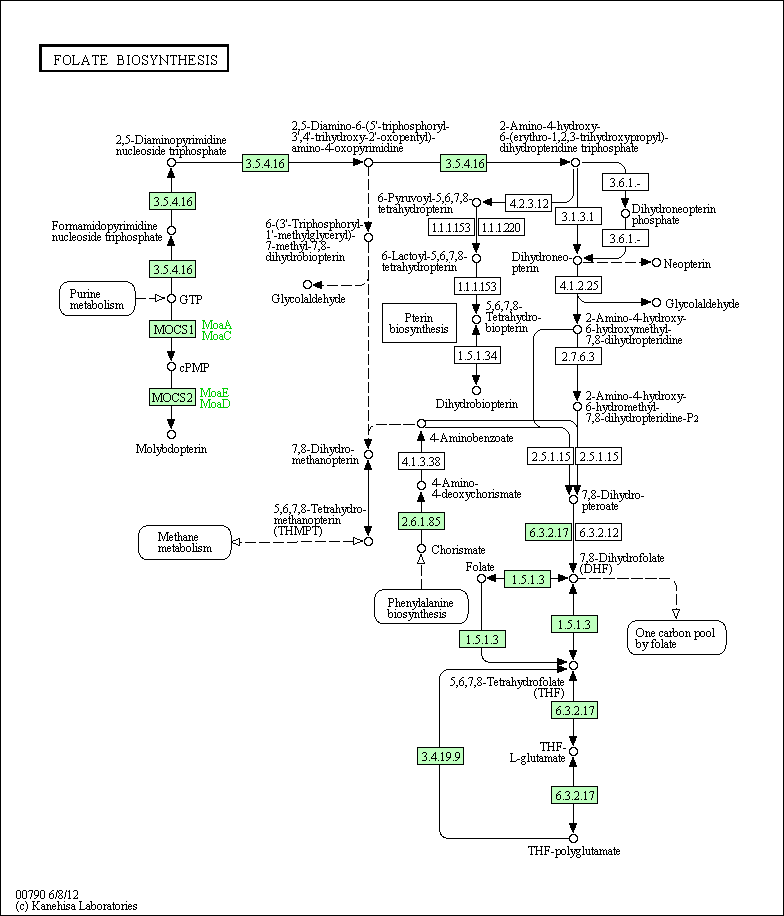 FOLATE BIOSYNTHESIS
2,5-Diaminopyrimidine
nucleoside triphosphate
2,5-Diamino-6-(5'-triphosphoryl-
3',4'-trihydroxy-2'-oxopentyl)-
amino-4-oxopyrimidine
2-Amino-4-hydroxy-
6-(erythro-1,2,3-trihydroxypropyl)-
dihydropteridine triphosphate
3.5.4.16
3.5.4.16
3.6.1.-
3.5.4.16
6-Pyruvoyl-5,6,7,8-
tetrahydropterin
4.2.3.12
3.1.3.1
Dihydroneopterin
phosphate
Formamidopyrimidine
nucleoside triphosphate
6-(3'-Triphosphoryl-
1'-methylglyceryl)-
7-methyl-7,8-
dihydrobiopterin
1.1.1.153
1.1.1.220
3.6.1.-
3.5.4.16
6-Lactoyl-5,6,7,8-
tetrahydropterin
Dihydroneo-
pterin
Neopterin
Purine
metabolism
GTP
Glycolaldehyde
1.1.1.153
4.1.2.25
Glycolaldehyde
MOCS1
MoaA
MoaC
Pterin
biosynthesis
5,6,7,8-
Tetrahydro-
biopterin
2-Amino-4-hydroxy-
6-hydroxymethyl-
7,8-dihydropteridine
1.5.1.34
2.7.6.3
cPMP
MOCS2
MoaE
MoaD
Dihydrobiopterin
2-Amino-4-hydroxy-
6-hydromethyl-
7,8-dihydropteridine-P2
Molybdopterin
4-Aminobenzoate
7,8-Dihydro-
methanopterin
4.1.3.38
2.5.1.15
2.5.1.15
4-Amino-
4-deoxychorismate
7,8-Dihydro-
pteroate
5,6,7,8-Tetrahydro-
methanopterin
(THMPT)
2.6.1.85
6.3.2.17
6.3.2.12
Methane
metabolism
Chorismate
7,8-Dihydrofolate
(DHF)
Folate
1.5.1.3
Phenylalanine
biosynthesis
1.5.1.3
1.5.1.3
One carbon pool
by folate
5,6,7,8-Tetrahydrofolate
(THF)
6.3.2.17
3.4.19.9
THF-
L-glutamate
6.3.2.17
THF-polyglutamate
00790 6/8/12
(c) Kanehisa Laboratories